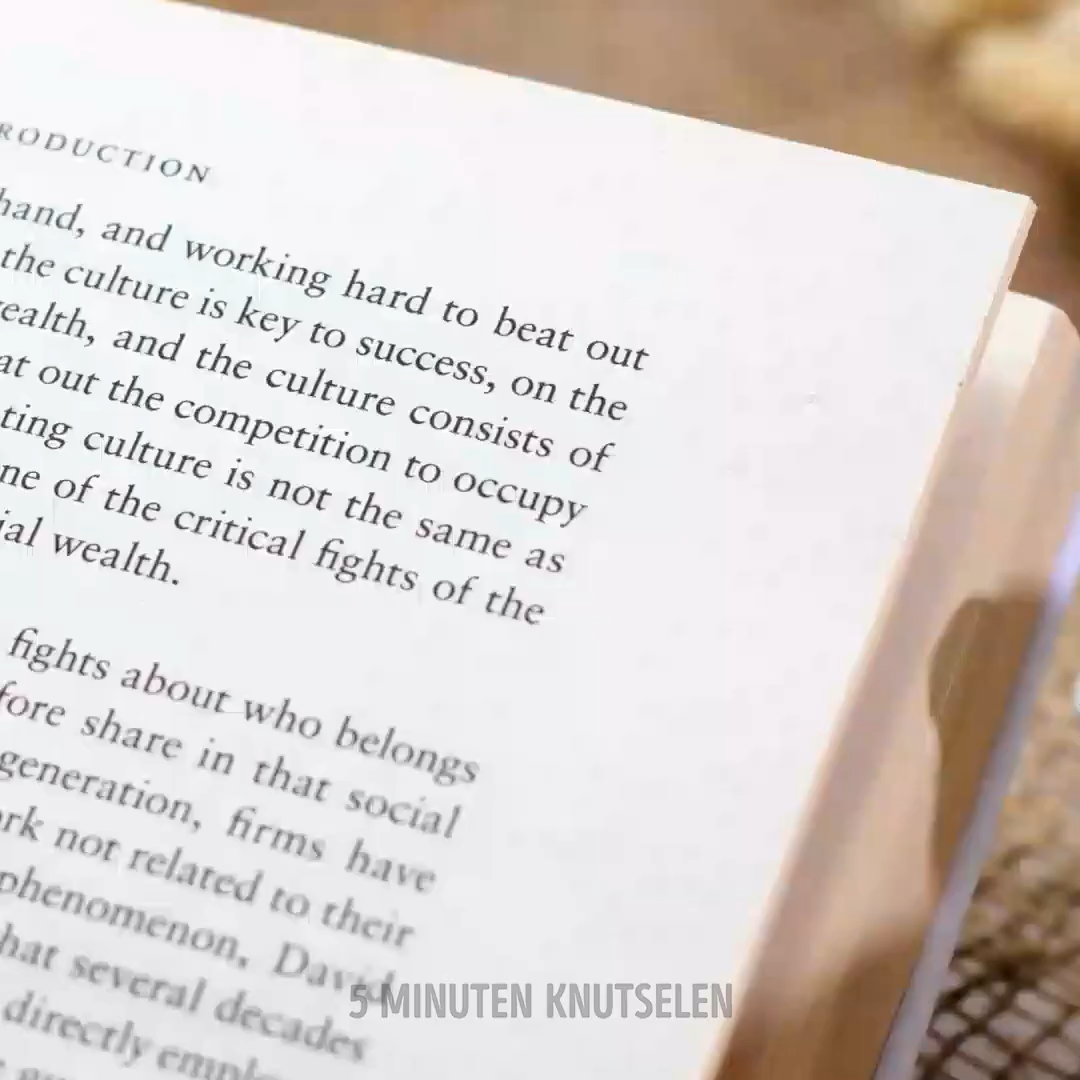 RODUCTION
hand, and working hard to beat out
the culture is key to success, on the
ealth, and the culture consists of
at out the competition to occupy
ting culture is not the same as
ne of the critical fights of the
ial wealth.
fights about who belongs
fore share in that social
generation, firms have
ork not related to their
phenomenon, David
hat several decades
directly emplo
5 MINUTEN KNUTSELEN